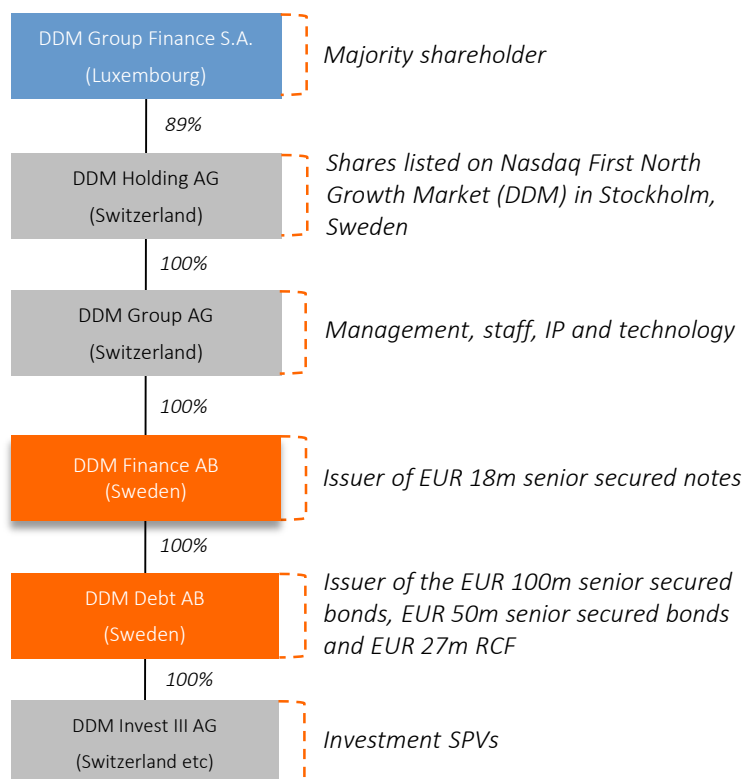 DDM Group Finance S.A.
(Luxembourg)
Majority shareholder
89%
DDM Holding AG
(Switzerland)
Shares listed on Nasdaq First North
Growth Market (DDM) in Stockholm,
Sweden
100%
DDM Group AG
(Switzerland)
Management, staff, IP and technology
100%
DDM Finance AB
(Sweden)
Issuer of EUR 18m senior secured notes
100%
DDM Debt AB
(Sweden)
Issuer of the EUR 100m senior secured
bonds, EUR 50m senior secured bonds
and EUR 27m RCF
100%
DDM Invest III AG
(Switzerland etc)
Investment SPVs